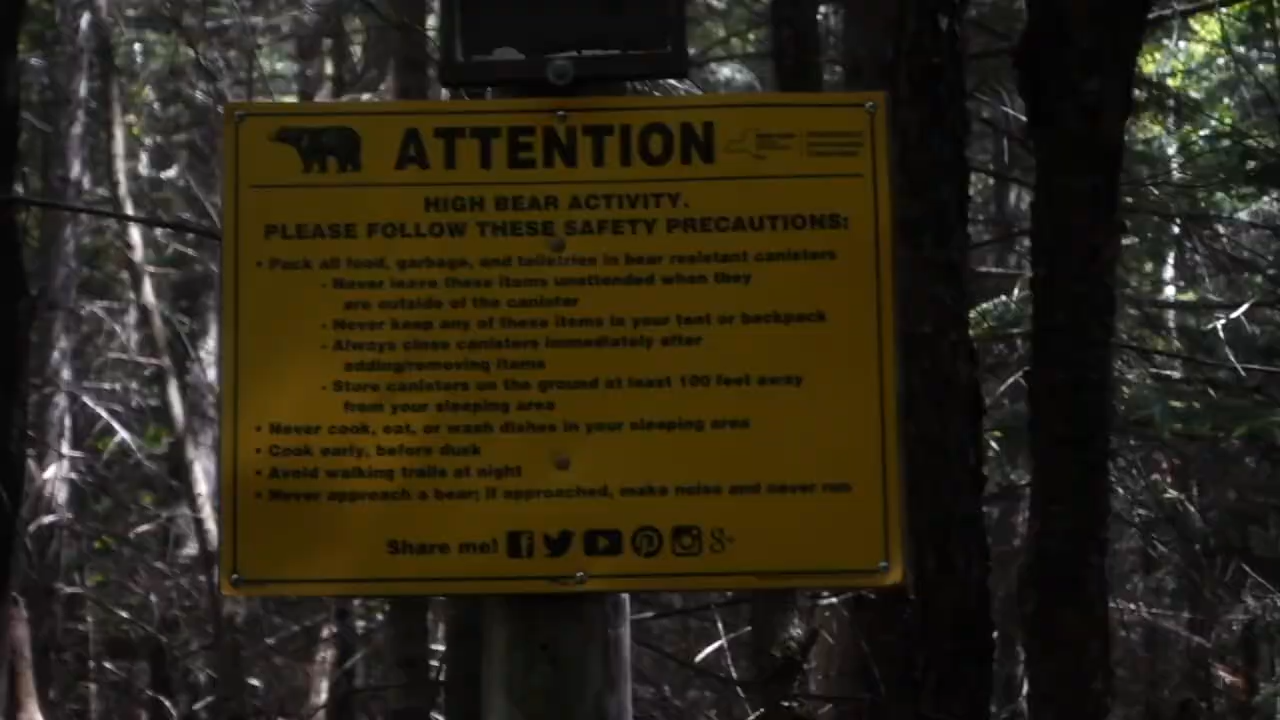 ATTENTION
HIGH BEAR ACTIVITY.
PLEASE FOLLOW THESE SAFETY PRECAUTIONS:
• Pack all food, garbage, and toiletries in bear resistant canisters
- Never leave these items unattended when they
are outside of the canister
- Never keep any of these items in your tent or backpack
- Always close canisters immediately after
adding/removing items
- Store canisters on the ground at least 100 feet away
from your sleeping area
• Never cook, eat, or wash dishes in your sleeping area
• Cook early, before dusk
• Avoid walking trails at night
• Never approach a bear; if approached, make noise and never run
Share me!